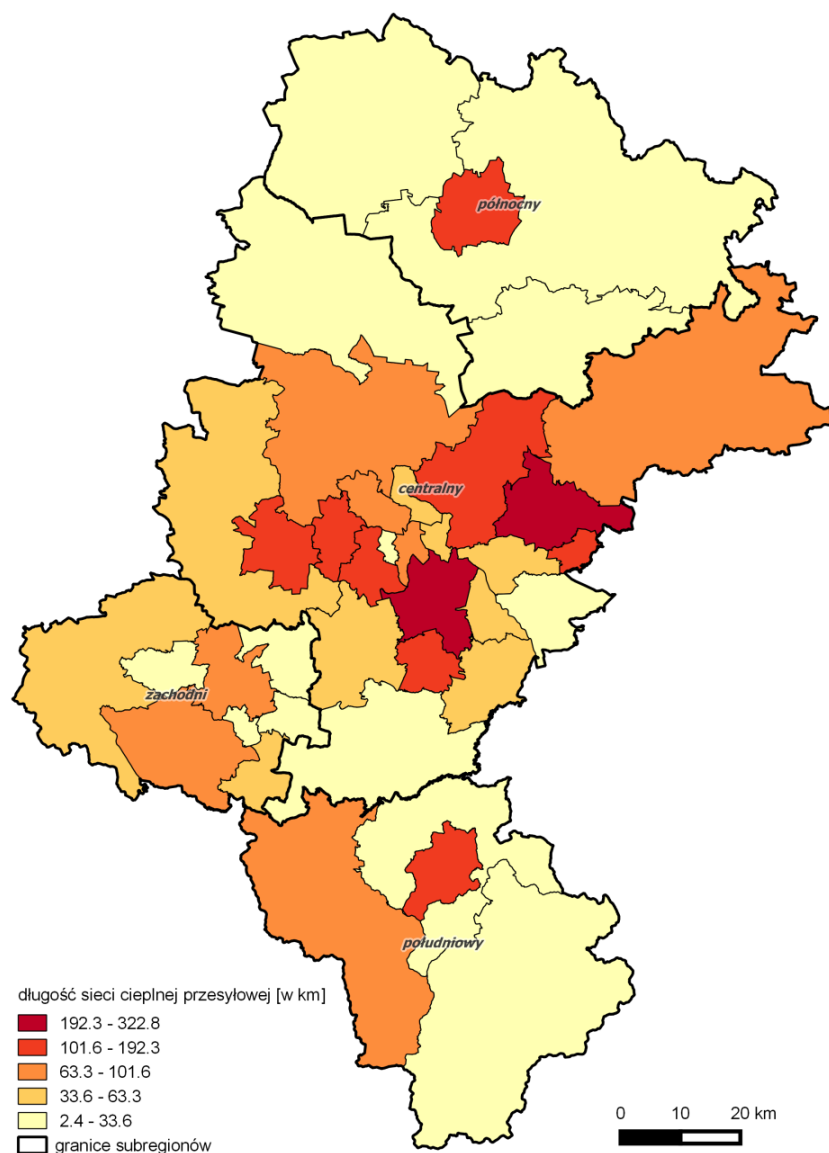 północny
centralny
zachodni
południowy
długość sieci cieplnej przesyłowej [w km]
192.3 - 322.8
101.6 - 192.3
63.3 - 101.6
33.6 - 63.3
2.4 - 33.6
granice subregionów
0 10 20 km